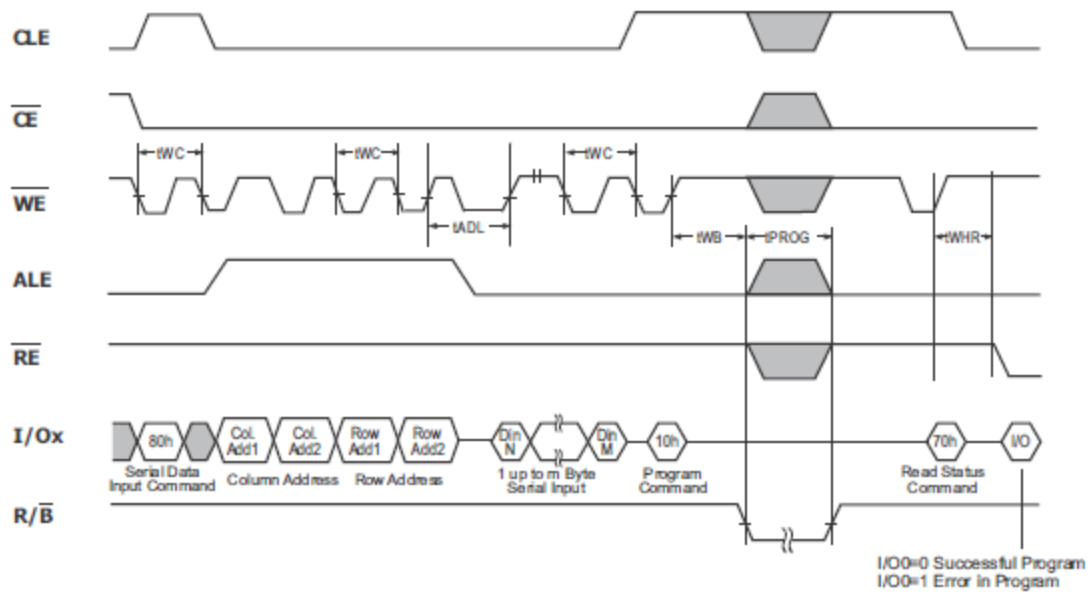 CLE
CE
tWC
tWC
tWC
WE
tADL
tWB
tPROG
tWHR
ALE
RE
I/Ox
80h
Col. Add1
Col. Add2
Row Add1
Row Add2
Din N
Din M
10h
70h
I/O
Serial Data
Input Command
Column Address
Row Address
1 up to m Byte
Serial Input
Program
Command
Read Status
Command
R/B
I/O0=0 Successful Program
I/O0=1 Error in Program